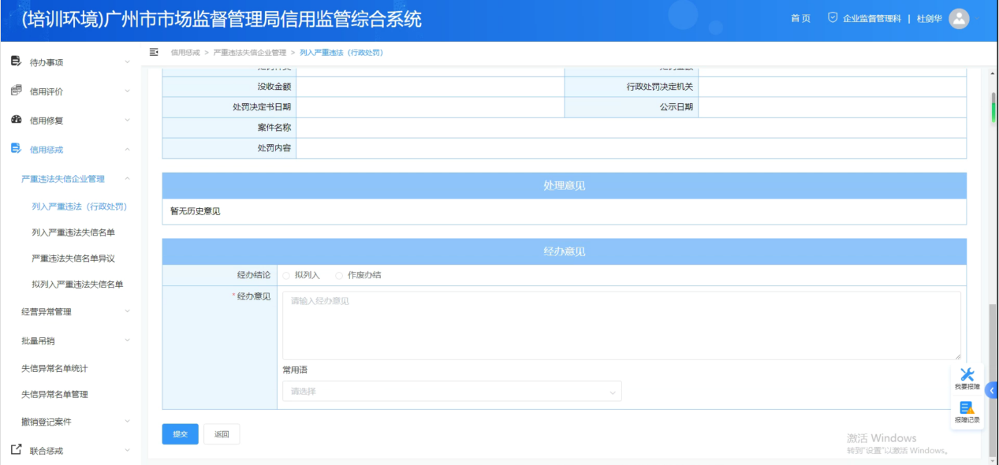 (培训环境)广州市市场监督管理局信用监管综合系统
首页 企业监督管理科 | 杜剑华
信用惩戒 > 严重违法失信企业管理 > 列入严重违法（行政处罚）
待办事项
信用评价
信用修复
信用惩戒
严重违法失信企业管理
列入严重违法（行政处罚）
列入严重违法失信名单
严重违法失信名单异议
拟列入严重违法失信名单
经营异常管理
批量吊销
失信异常名单统计
失信异常名单管理
撤销登记案件
联合惩戒
没收金额 行政处罚决定机关
处罚决定书日期 公示日期
案件名称
处罚内容
处理意见
暂无历史意见
经办意见
经办结论 拟列入 作废办结
*经办意见 请输入经办意见
常用语
请选择
提交 返回
我要报障
报障记录
激活 Windows
转到“设置”以激活 Windows。